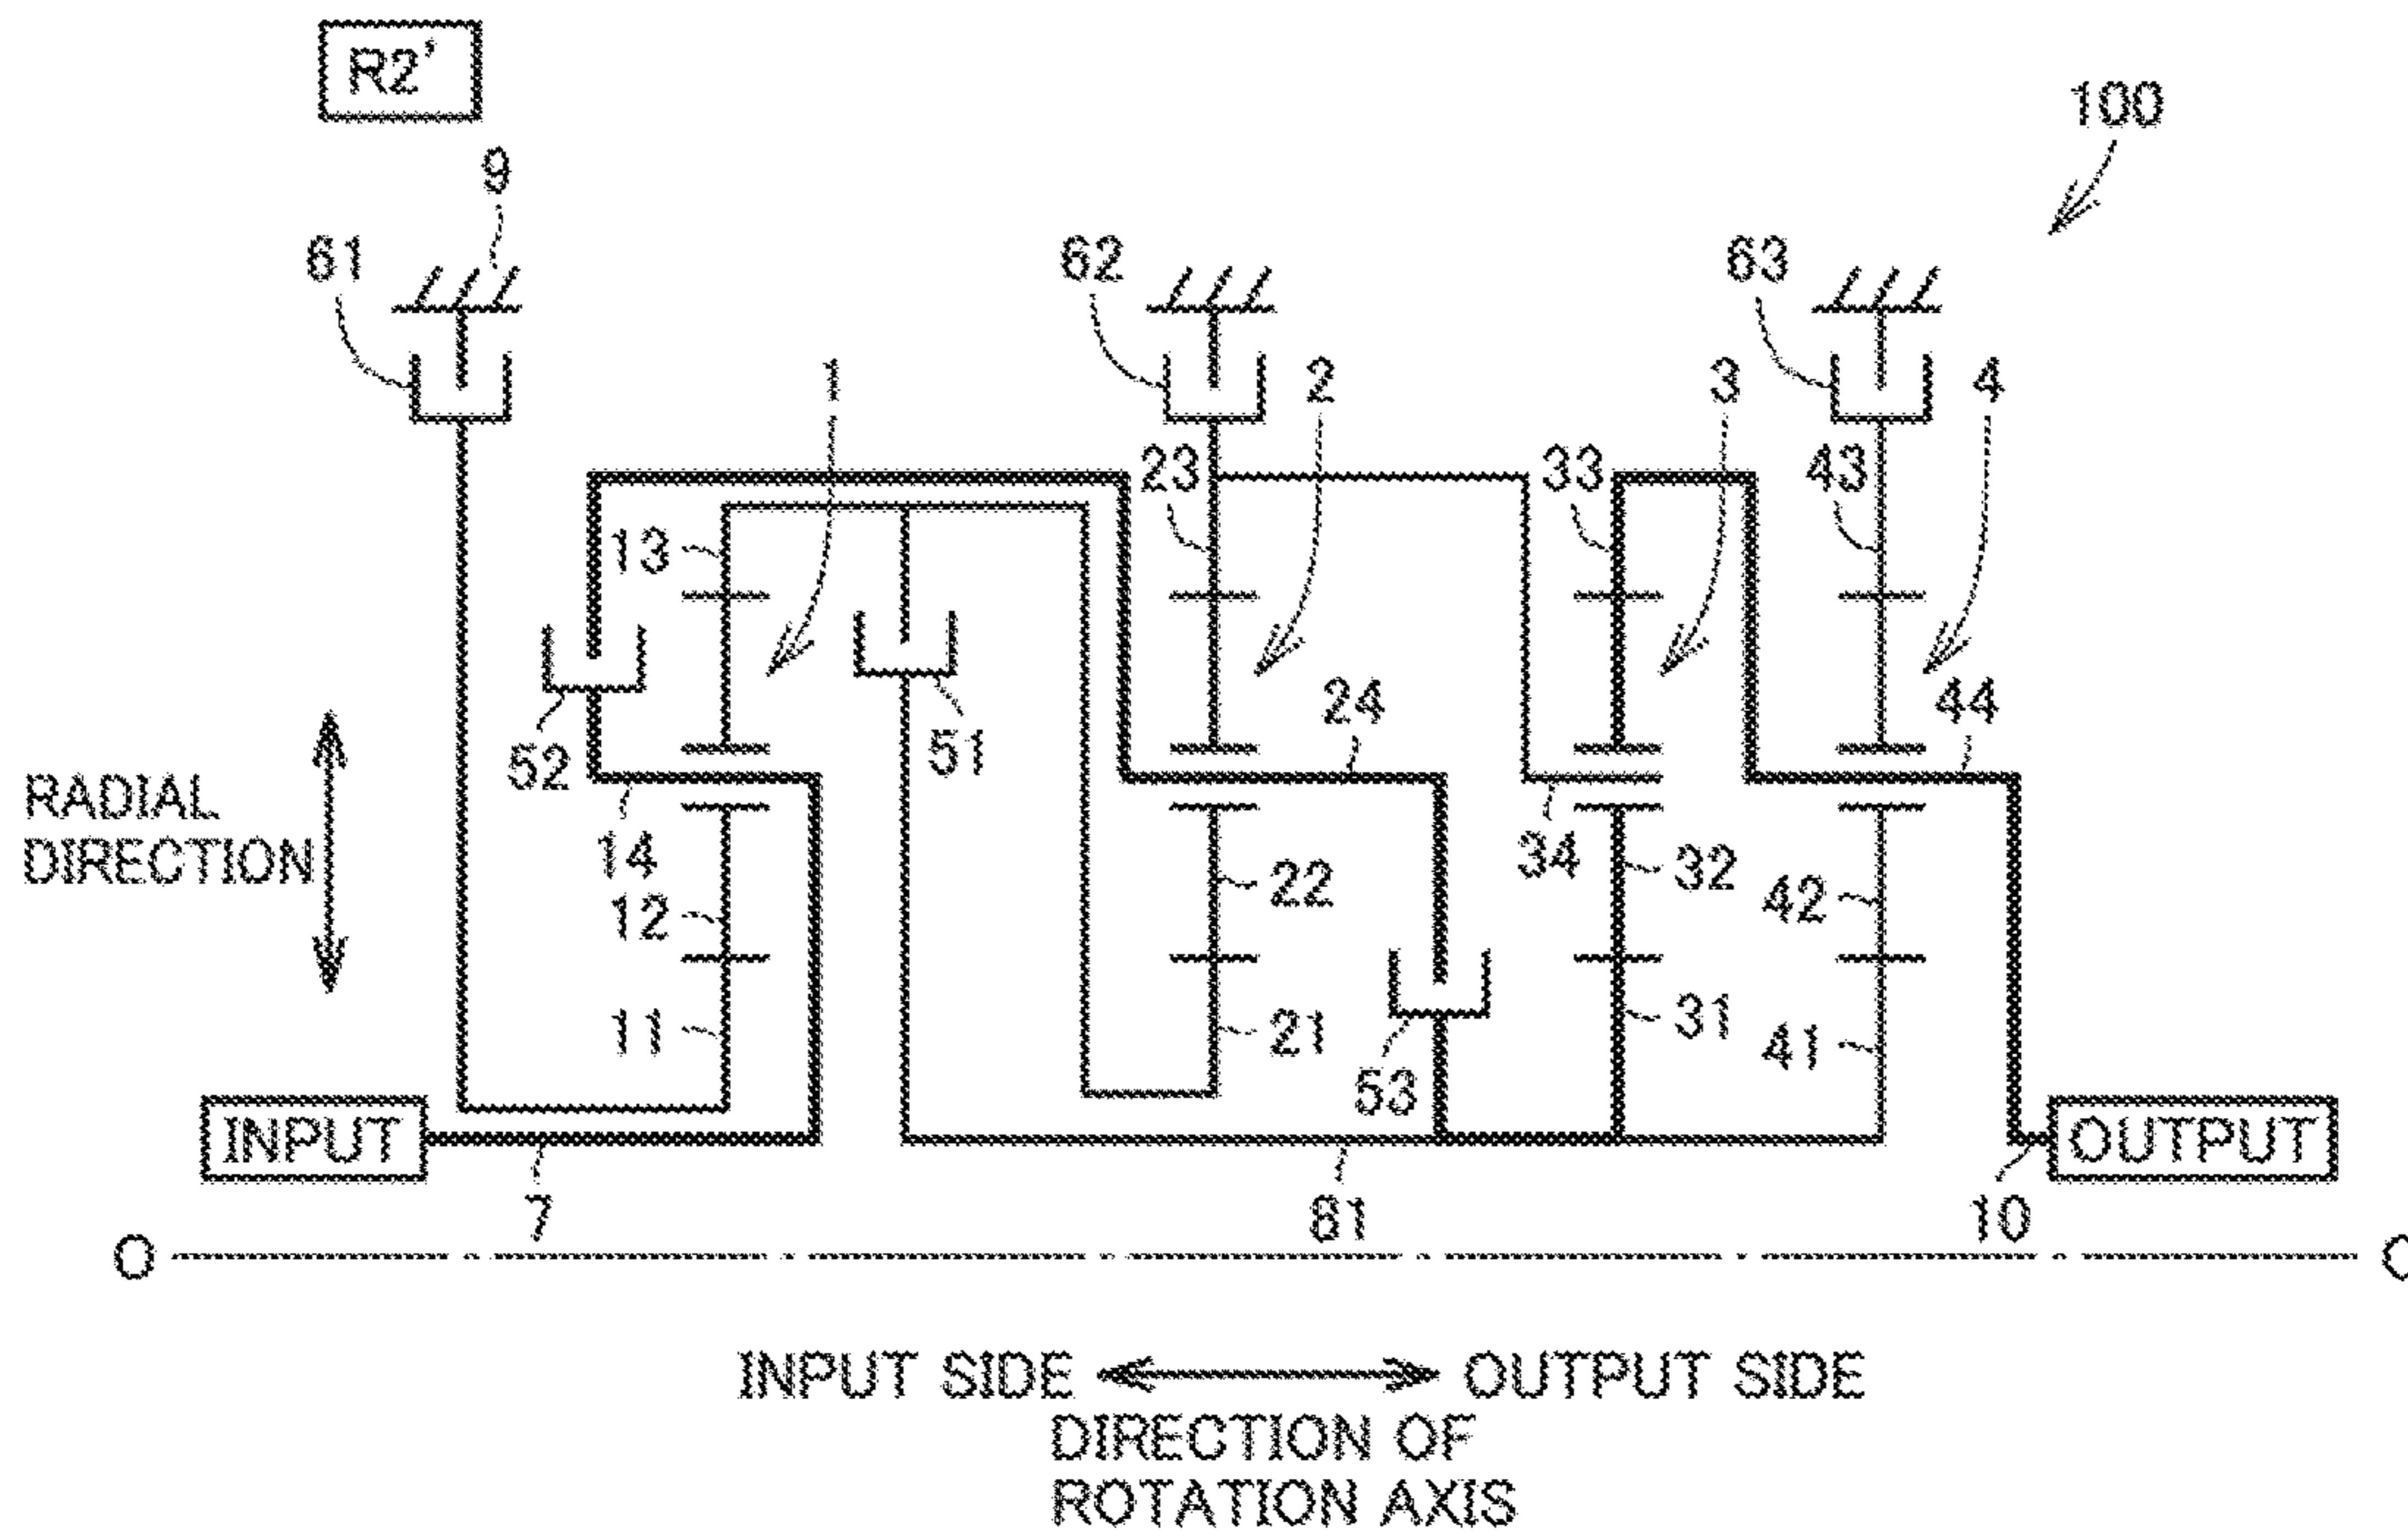 R2'
9
100
61
62
63
1
2
3
4
23
33
43
13
24
44
52
51
RADIAL
DIRECTION
14
34
32
22
42
12
11
21
31
41
53
INPUT
OUTPUT
7
81
10
O
O
INPUT SIDE
OUTPUT SIDE
DIRECTION OF
ROTATION AXIS